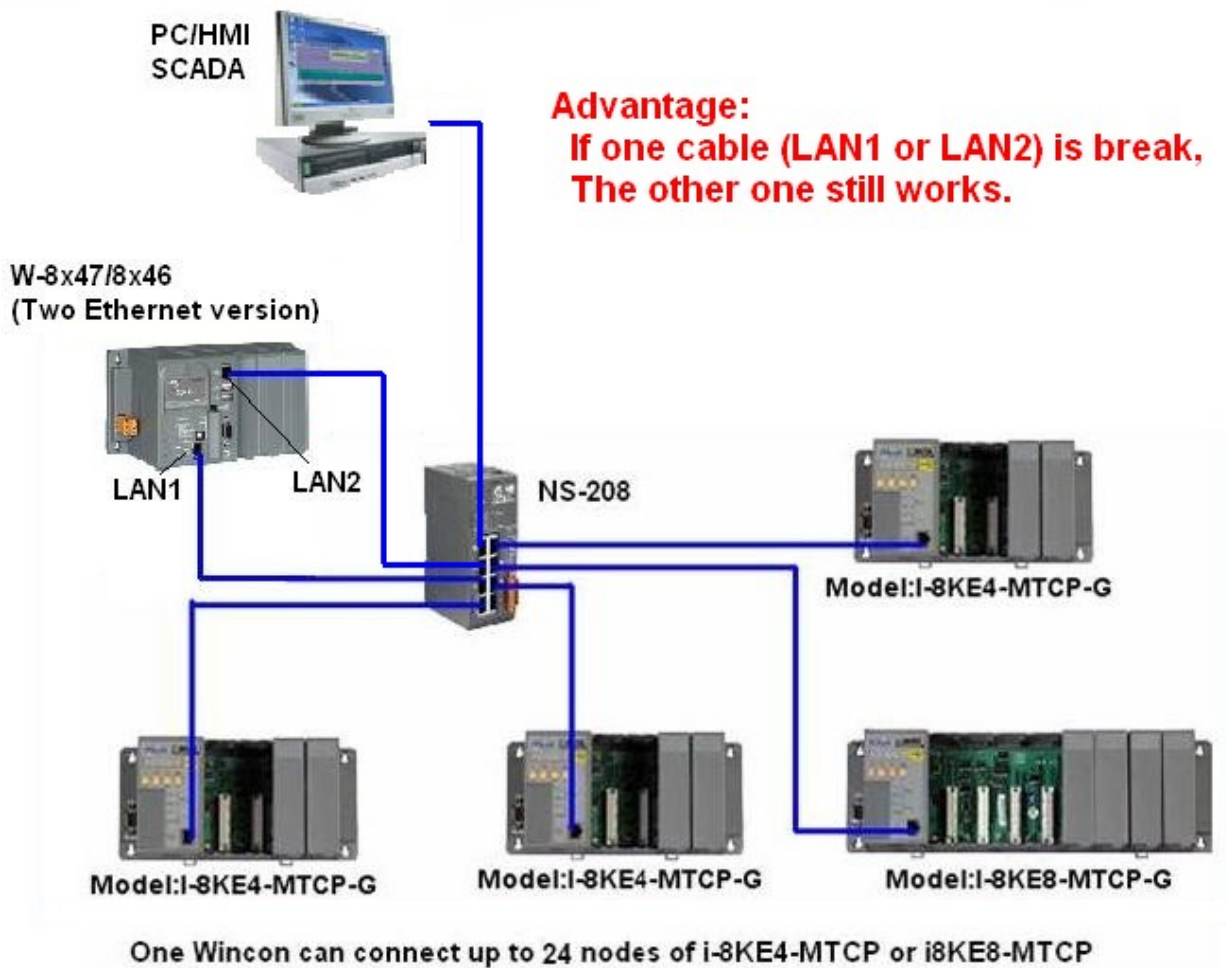 PC/HMI
SCADA
Advantage:
If one cable (LAN1 or LAN2) is break,
The other one still works.
W-8x47/8x46
(Two Ethernet version)
LAN1
LAN2
NS-208
Model:I-8KE4-MTCP-G
Model:I-8KE4-MTCP-G
Model:I-8KE4-MTCP-G
Model:I-8KE8-MTCP-G
One Wincon can connect up to 24 nodes of i-8KE4-MTCP or i8KE8-MTCP